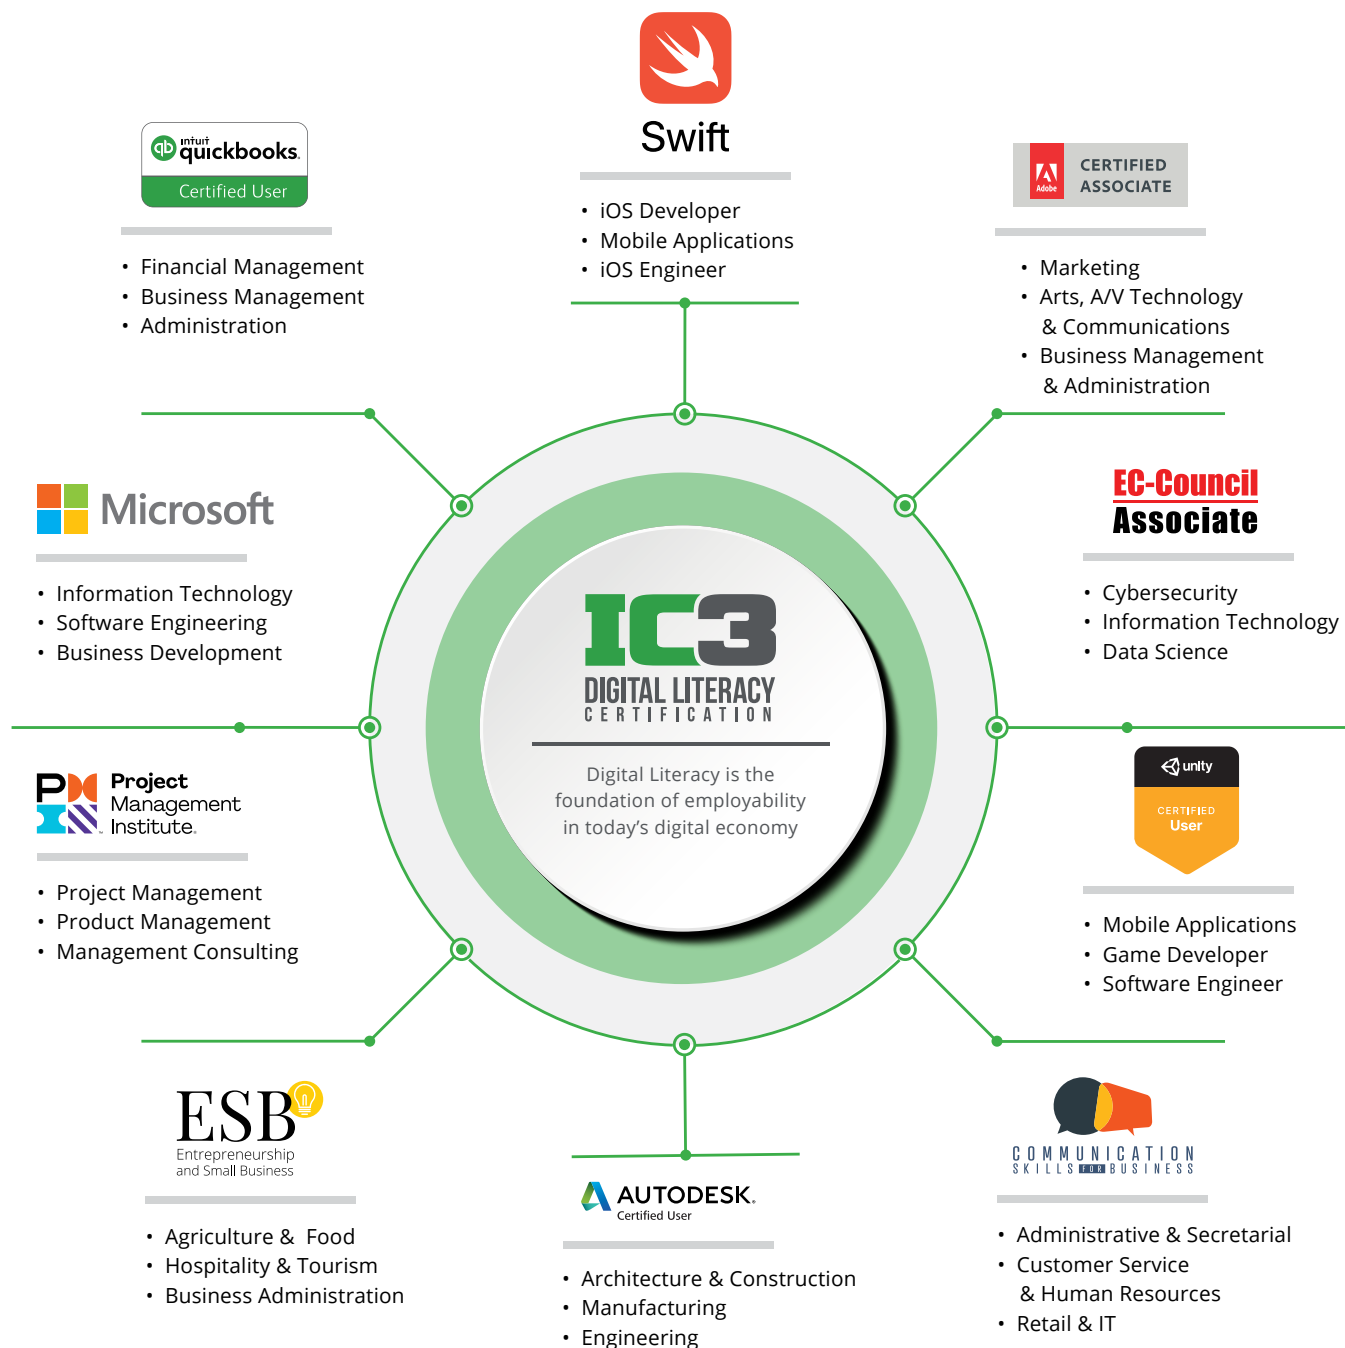 Swift
• iOS Developer
• Mobile Applications
• iOS Engineer
intuit
qb quickbooks.
Certified User
• Financial Management
• Business Management
• Administration
Adobe
CERTIFIED
ASSOCIATE
• Marketing
• Arts, A/V Technology
& Communications
• Business Management
& Administration
Microsoft
• Information Technology
• Software Engineering
• Business Development
EC-Council
Associate
• Cybersecurity
• Information Technology
• Data Science
IC3
DIGITAL LITERACY
CERTIFICATION
Digital Literacy is the
foundation of employability
in today's digital economy
Project
Management
Institute.
• Project Management
• Product Management
• Management Consulting
unity
CERTIFIED
User
• Mobile Applications
• Game Developer
• Software Engineer
ESB
Entrepreneurship
and Small Business
• Agriculture &  Food
• Hospitality & Tourism
• Business Administration
AUTODESK.
Certified User
• Architecture & Construction
• Manufacturing
• Engineering
COMMUNICATION
SKILLS FOR BUSINESS
• Administrative & Secretarial
• Customer Service
& Human Resources
• Retail & IT